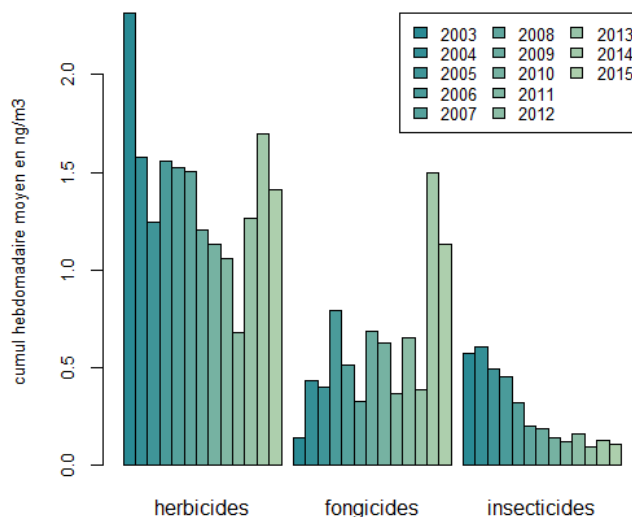 cumul hebdomadaire moyen en ng/m3
2.0
1.5
1.0
0.5
0.0
2003 2008 2013
2004 2009 2014
2005 2010 2015
2006 2011
2007 2012
herbicides fongicides insecticides